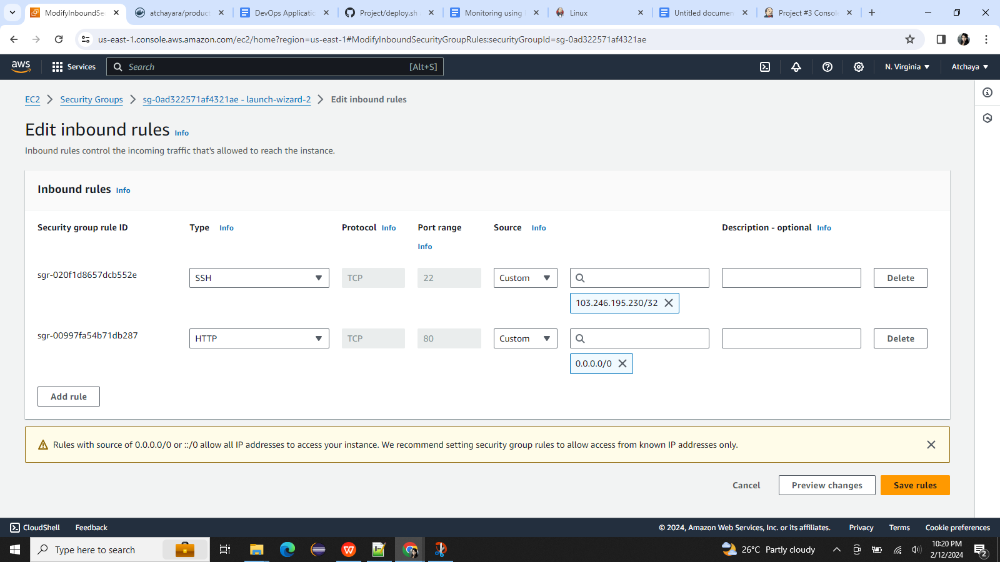 ModifyInboundSec
atchayara/product
DevOps Applicatio
Project/deploy.sh
Monitoring using
Linux
Untitled documen
Project #3 Consol
us-east-1.console.aws.amazon.com/ec2/home?region=us-east-1#ModifyInboundSecurityGroupRules:securityGroupId=sg-0ad322571af4321ae
aws
Services
Search
[Alt+S]
N. Virginia
Atchaya
EC2
Security Groups
sg-0ad322571af4321ae - launch-wizard-2
Edit inbound rules
Edit inbound rules Info
Inbound rules control the incoming traffic that's allowed to reach the instance.
Inbound rules Info
Security group rule ID
Type Info
Protocol Info
Port range
Info
Source Info
Description - optional Info
sgr-020f1d8657dcb552e
SSH
TCP
22
Custom
Delete
103.246.195.230/32
sgr-00997fa54b71db287
HTTP
TCP
80
Custom
Delete
0.0.0.0/0
Add rule
Rules with source of 0.0.0.0/0 or ::/0 allow all IP addresses to access your instance. We recommend setting security group rules to allow access from known IP addresses only.
Cancel
Preview changes
Save rules
CloudShell
Feedback
© 2024, Amazon Web Services, Inc. or its affiliates.
Privacy
Terms
Cookie preferences
Type here to search
26°C Partly cloudy
10:20 PM
2/12/2024
2